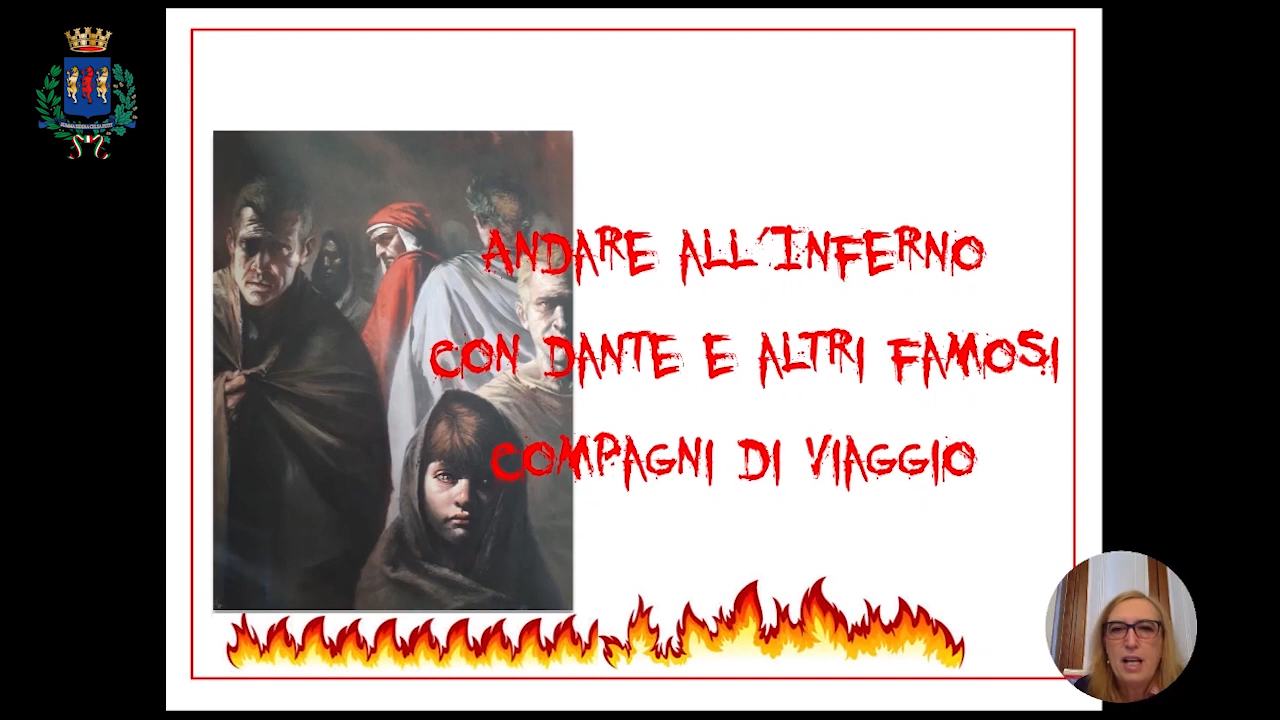 ANDARE ALL'INFERNO
CON DANTE E ALTRI FAMOSI
COMPAGNI DI VIAGGIO